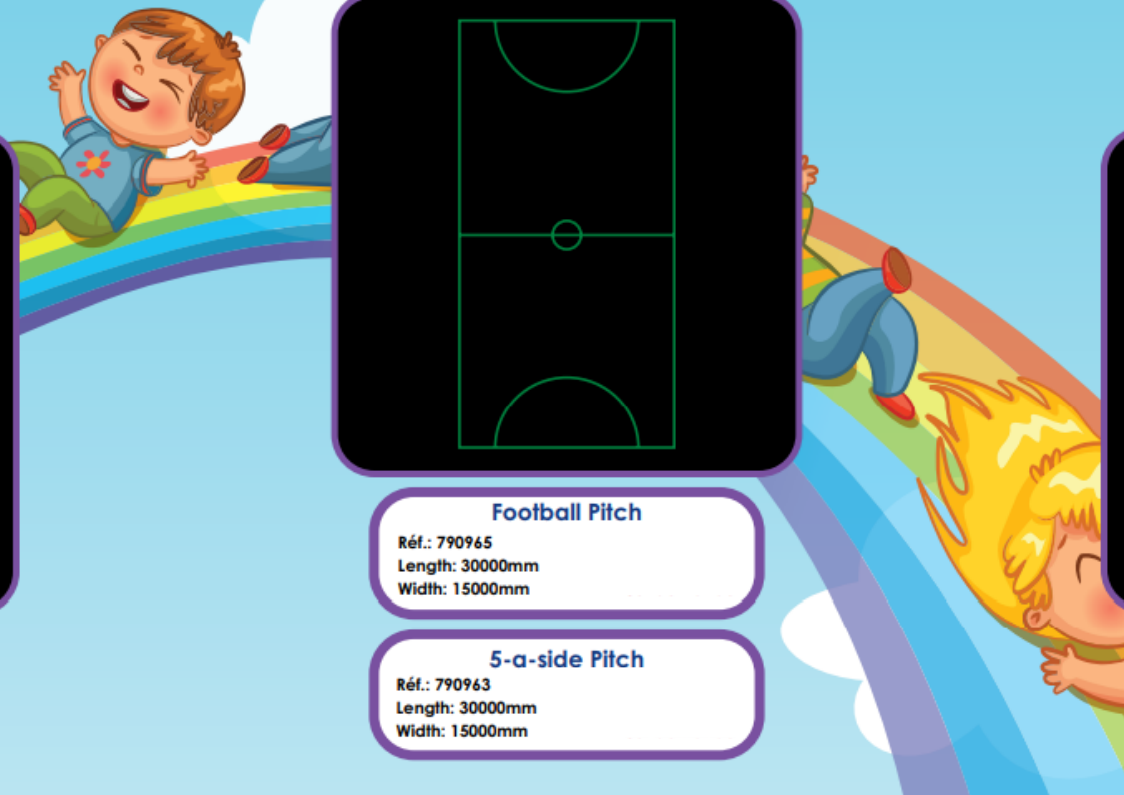 Football Pitch
Réf.: 790965
Length: 30000mm
Width: 15000mm
5-a-side Pitch
Réf.: 790963
Length: 30000mm
Width: 15000mm